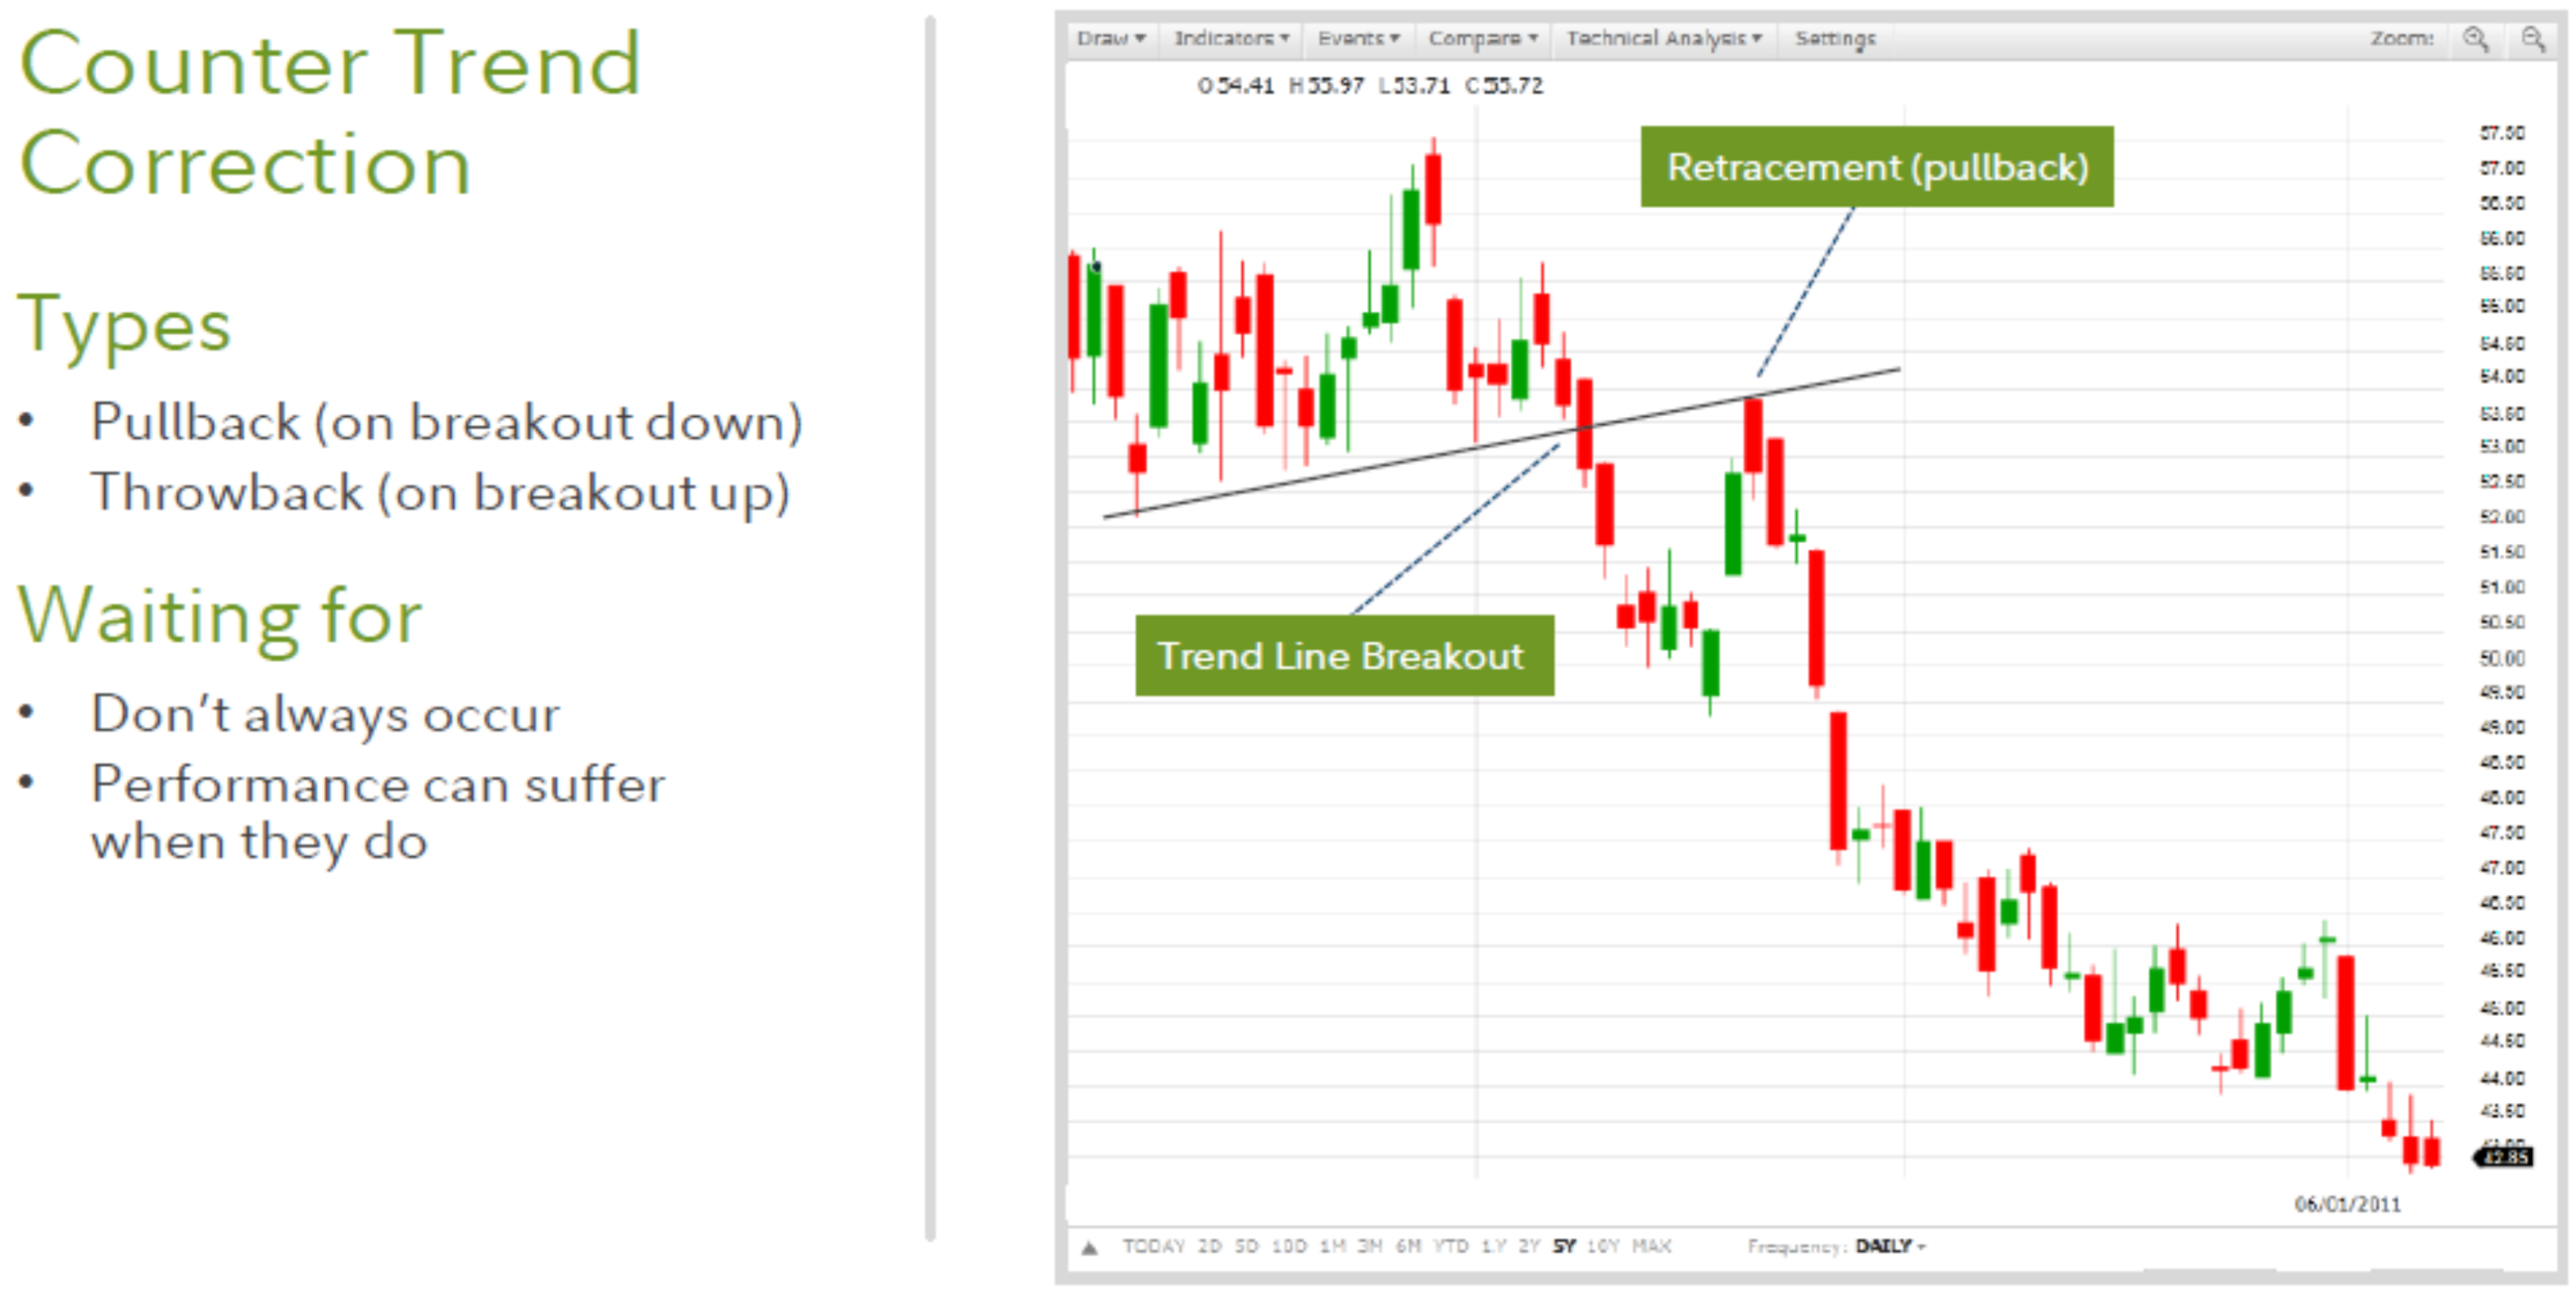 Counter Trend
Correction
Types
• Pullback (on breakout down)
• Throwback (on breakout up)
Waiting for
• Don't always occur
• Performance can suffer
when they do
Draw▾ Indicators▾ Events▾ Compare▾ Technical Analysis▾ Settings Zoom:
O 54.41 H 55.97 L 53.71 C 55.72
Retracement (pullback)
Trend Line Breakout
57.50
57.00
56.50
56.00
55.50
55.00
54.50
54.00
53.50
53.00
52.50
52.00
51.50
51.00
50.50
50.00
49.50
49.00
48.50
48.00
47.50
47.00
46.50
46.00
45.50
45.00
44.50
44.00
43.50
42.85
06/01/2011
TODAY 2D 5D 10D 1M 3M 6M YTD 1Y 2Y 5Y 10Y MAX Frequency: DAILY▾